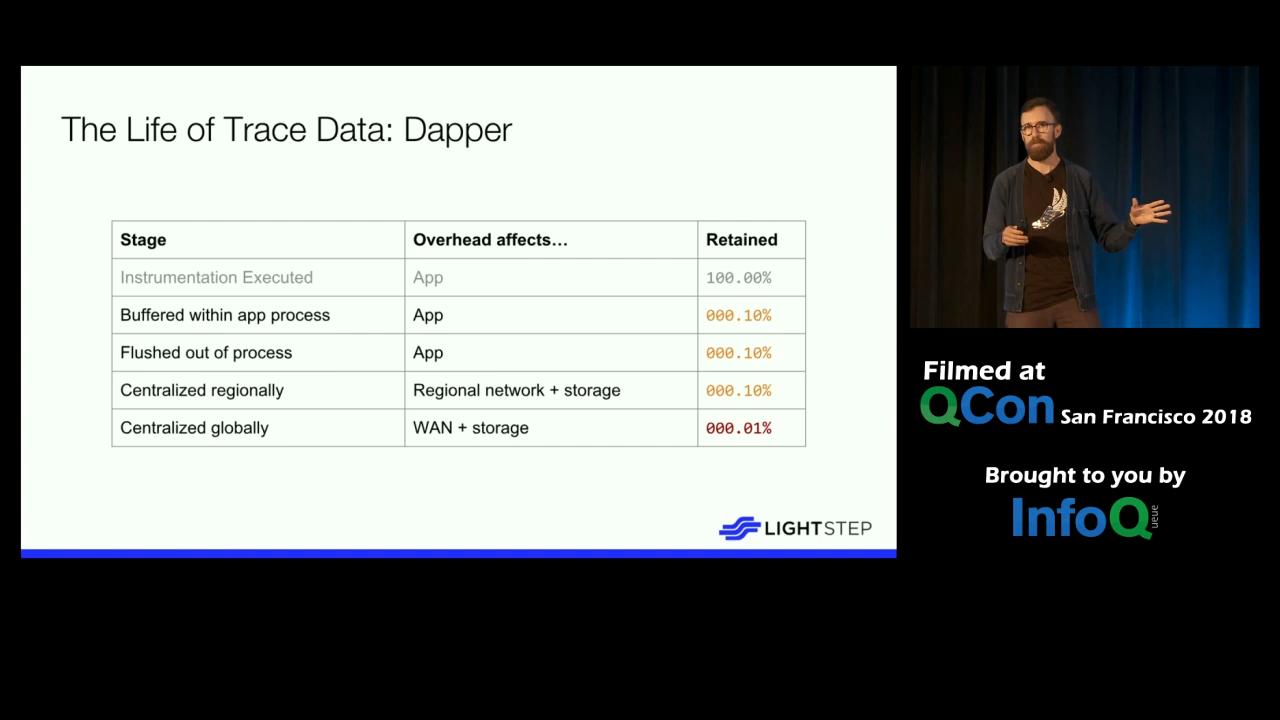 The Life of Trace Data: Dapper
Stage Overhead affects… Retained
Instrumentation Executed App 100.00%
Buffered within app process App 000.10%
Flushed out of process App 000.10%
Centralized regionally Regional network + storage 000.10%
Centralized globally WAN + storage 000.01%
LIGHTSTEP
Filmed at
QCon San Francisco 2018
Brought to you by
InfoQ
ueue